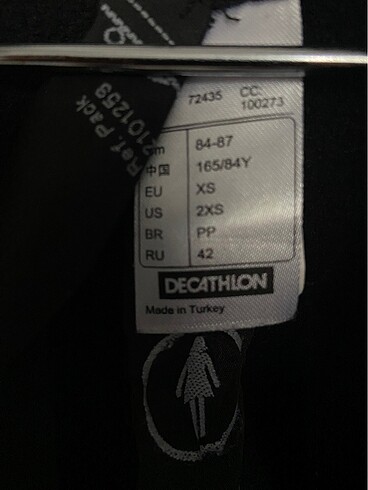 72435 CC:
100273
84-87
中国 165/84Y
EU XS
US 2XS
BR PP
RU 42
DECATHLON
Made in Turkey
Ref Pack
2101259